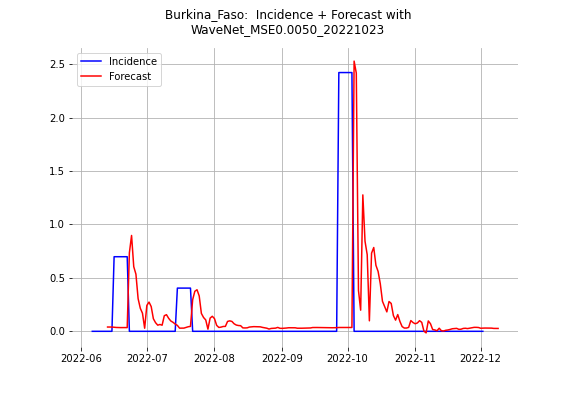 Burkina_Faso:  Incidence + Forecast with
WaveNet_MSE0.0050_20221023
Incidence
Forecast
2.5
2.0
1.5
1.0
0.5
0.0
2022-06 2022-07 2022-08 2022-09 2022-10 2022-11 2022-12